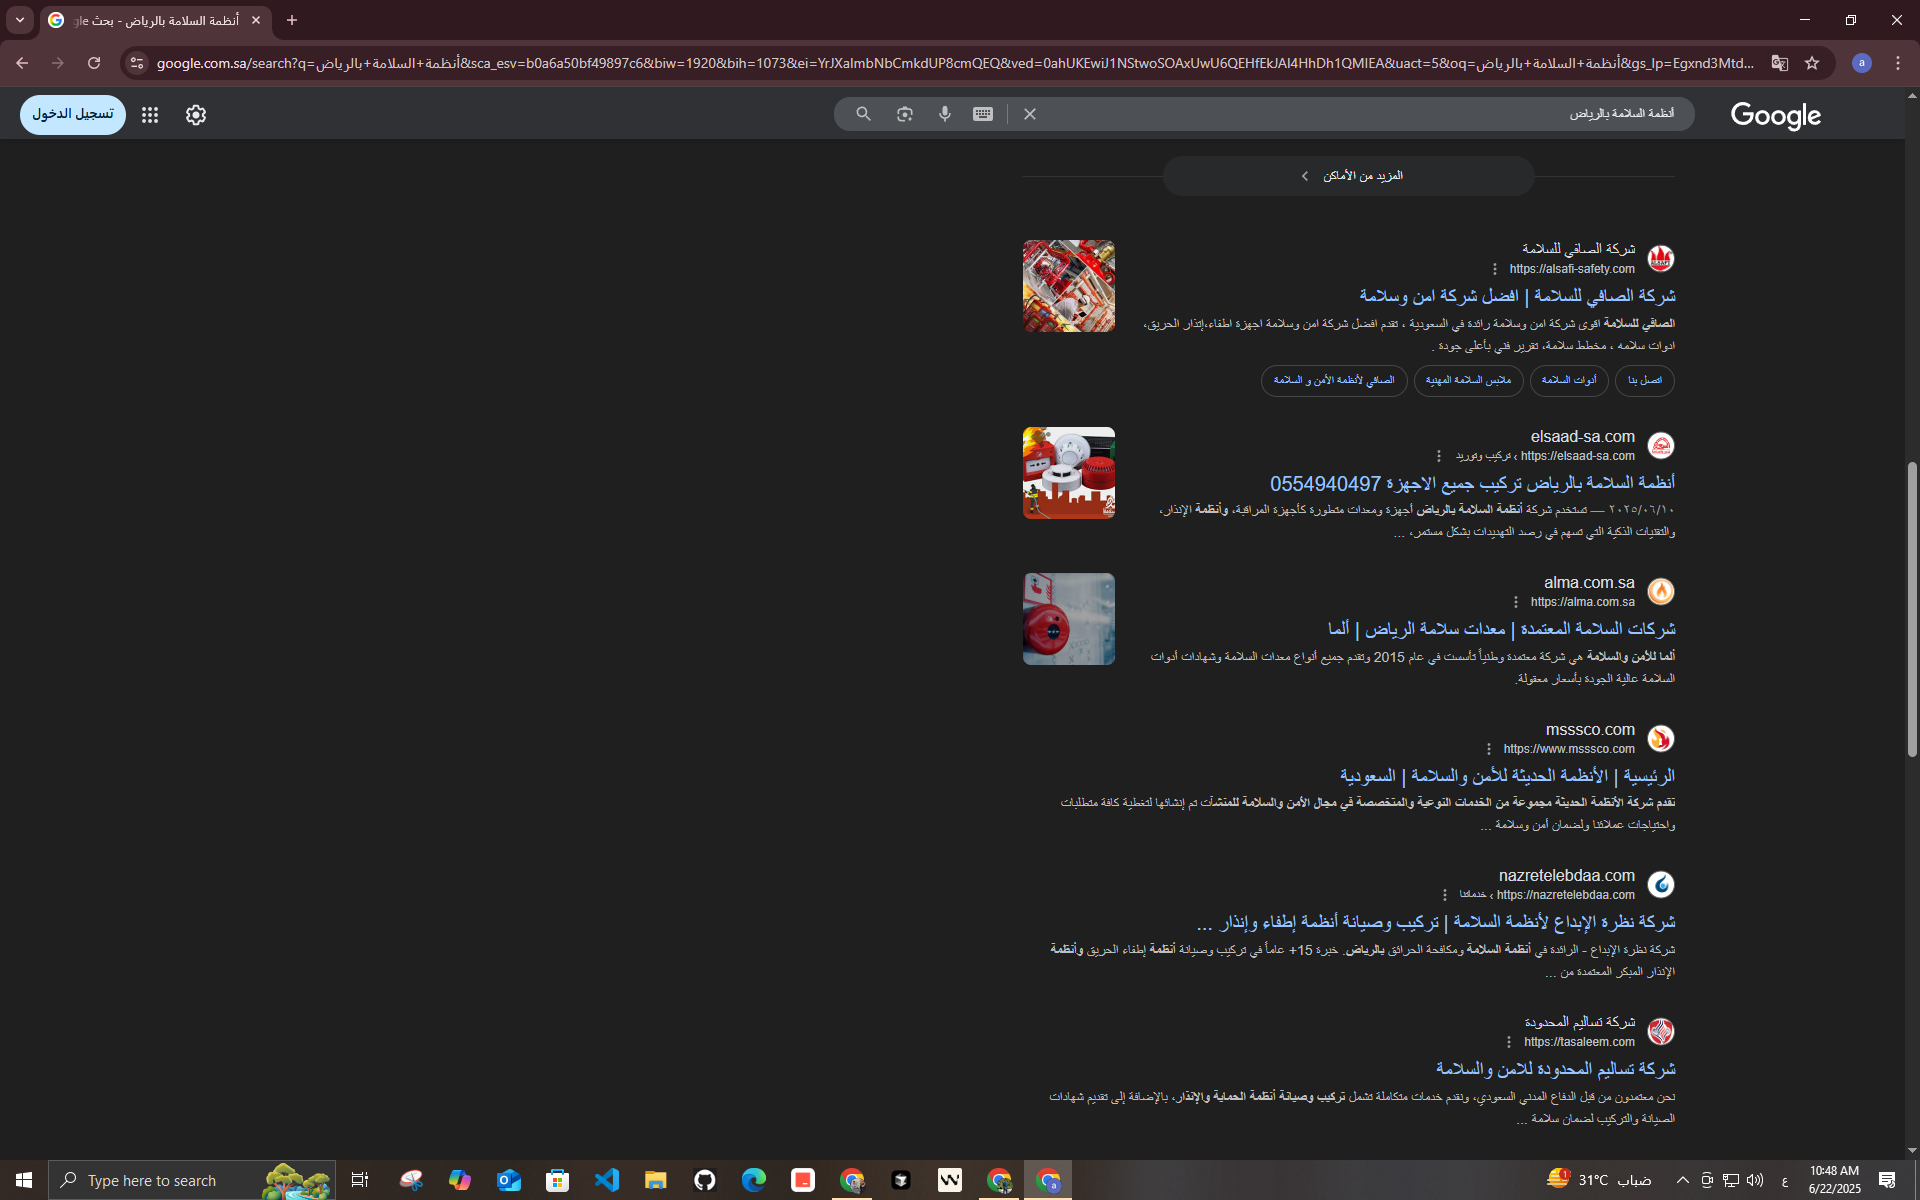 أنظمة السلامة بالرياض - بحث
google.com.sa/search?q=أنظمة+السلامة+بالرياض&sca_esv=b0a6a50bf49897c6&biw=1920&bih=1073&ei=YrJXaImbNbCmkdUP8cmQEQ&ved=0ahUKEwiJ1NStwoSOAxUwU6QEHfEkJAI4HhDh1QMIEA&uact=5&oq=أنظمة+السلامة+بالرياض&gs_lp=Egxnd3Mtd...
Google
أنظمة السلامة بالرياض
تسجيل الدخول
المزيد من الأماكن
شركة الصافي للسلامة
https://alsafi-safety.com
شركة الصافي للسلامة | افضل شركة امن وسلامة
الصافي للسلامة اقوى شركة امن وسلامة رائدة في السعودية ، تقدم افضل شركة امن وسلامة اجهزة اطفاء،إنذار الحريق،
ادوات سلامه ، مخطط سلامة، تقرير فني بأعلى جودة .
اتصل بنا
أدوات السلامة
ملابس السلامة المهنية
الصافي لأنظمة الأمن و السلامة
elsaad-sa.com
https://elsaad-sa.com › تركيب وتوريد
أنظمة السلامة بالرياض تركيب جميع الاجهزة 0554940497
٢٠٢٥/٠٦/١٠ — تستخدم شركة أنظمة السلامة بالرياض أجهزة ومعدات متطورة كأجهزة المراقبة، وأنظمة الإنذار،
والتقنيات الذكية التي تسهم في رصد التهديدات بشكل مستمر، ...
alma.com.sa
https://alma.com.sa
شركات السلامة المعتمدة | معدات سلامة الرياض | ألما
ألما للأمن والسلامة هي شركة معتمدة وطنياً تأسست في عام 2015 وتقدم جميع أنواع معدات السلامة وشهادات أدوات
السلامة عالية الجودة بأسعار معقولة.
msssco.com
https://www.msssco.com
الرئيسية | الأنظمة الحديثة للأمن والسلامة | السعودية
تقدم شركة الأنظمة الحديثة مجموعة من الخدمات النوعية والمتخصصة في مجال الأمن والسلامة للمنشآت تم إنشائها لتغطية كافة متطلبات
واحتياجات عملائنا ولضمان أمن وسلامة ...
nazretelebdaa.com
https://nazretelebdaa.com › خدماتنا
شركة نظرة الإبداع لأنظمة السلامة | تركيب وصيانة أنظمة إطفاء وإنذار ...
شركة نظرة الإبداع - الرائدة في أنظمة السلامة ومكافحة الحرائق بالرياض. خبرة 15+ عاماً في تركيب وصيانة أنظمة إطفاء الحريق وأنظمة
الإنذار المبكر المعتمدة من ...
شركة تساليم المحدودة
https://tasaleem.com
شركة تساليم المحدودة للامن والسلامة
نحن معتمدون من قبل الدفاع المدني السعودي، ونقدم خدمات متكاملة تشمل تركيب وصيانة أنظمة الحماية والإنذار، بالإضافة إلى تقديم شهادات
الصيانة والتركيب لضمان سلامة ...
Type here to search
31°C ضباب
ع
10:48 AM
6/22/2025